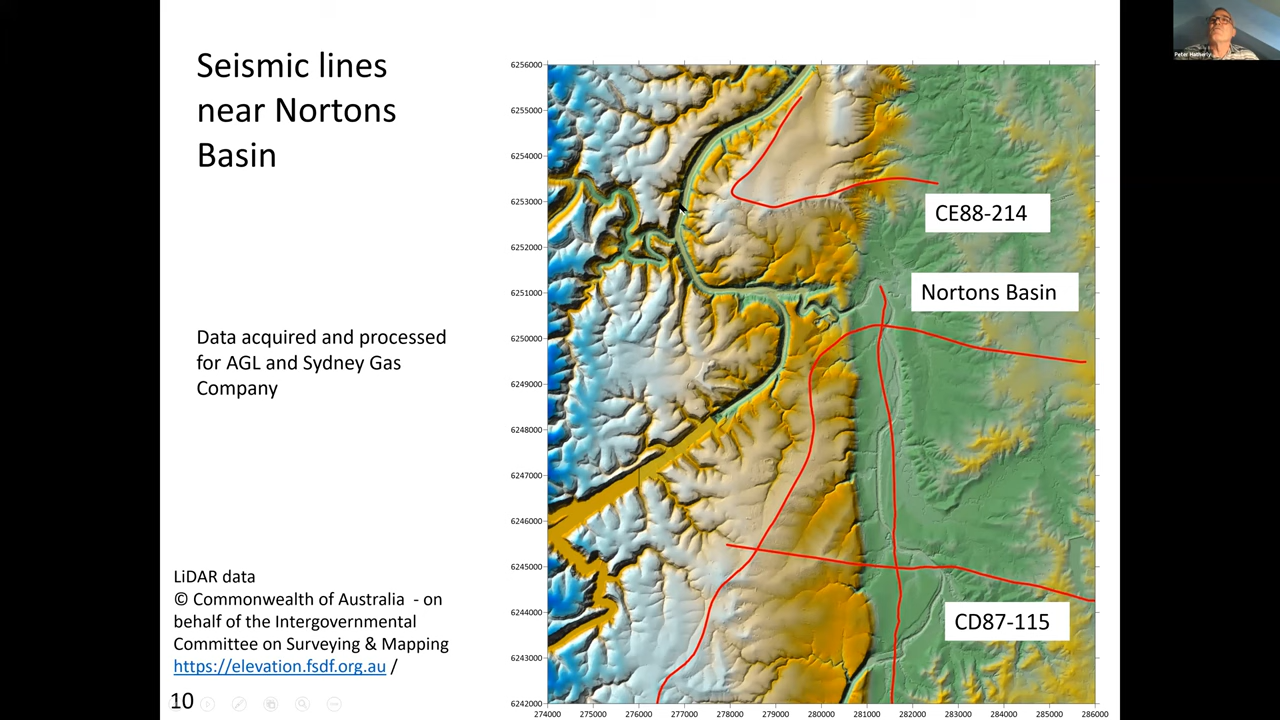 Seismic lines
near Nortons
Basin
Data acquired and processed
for AGL and Sydney Gas
Company
LiDAR data
© Commonwealth of Australia - on
behalf of the Intergovernmental
Committee on Surveying & Mapping
https://elevation.fsdf.org.au /
10
6256000
6255000
6254000
6253000
6252000
6251000
6250000
6249000
6248000
6247000
6246000
6245000
6244000
6243000
6242000
274000 275000 276000 277000 278000 279000 280000 281000 282000 283000 284000 285000 286000
CE88-214
Nortons Basin
CD87-115
Peter Hatherly